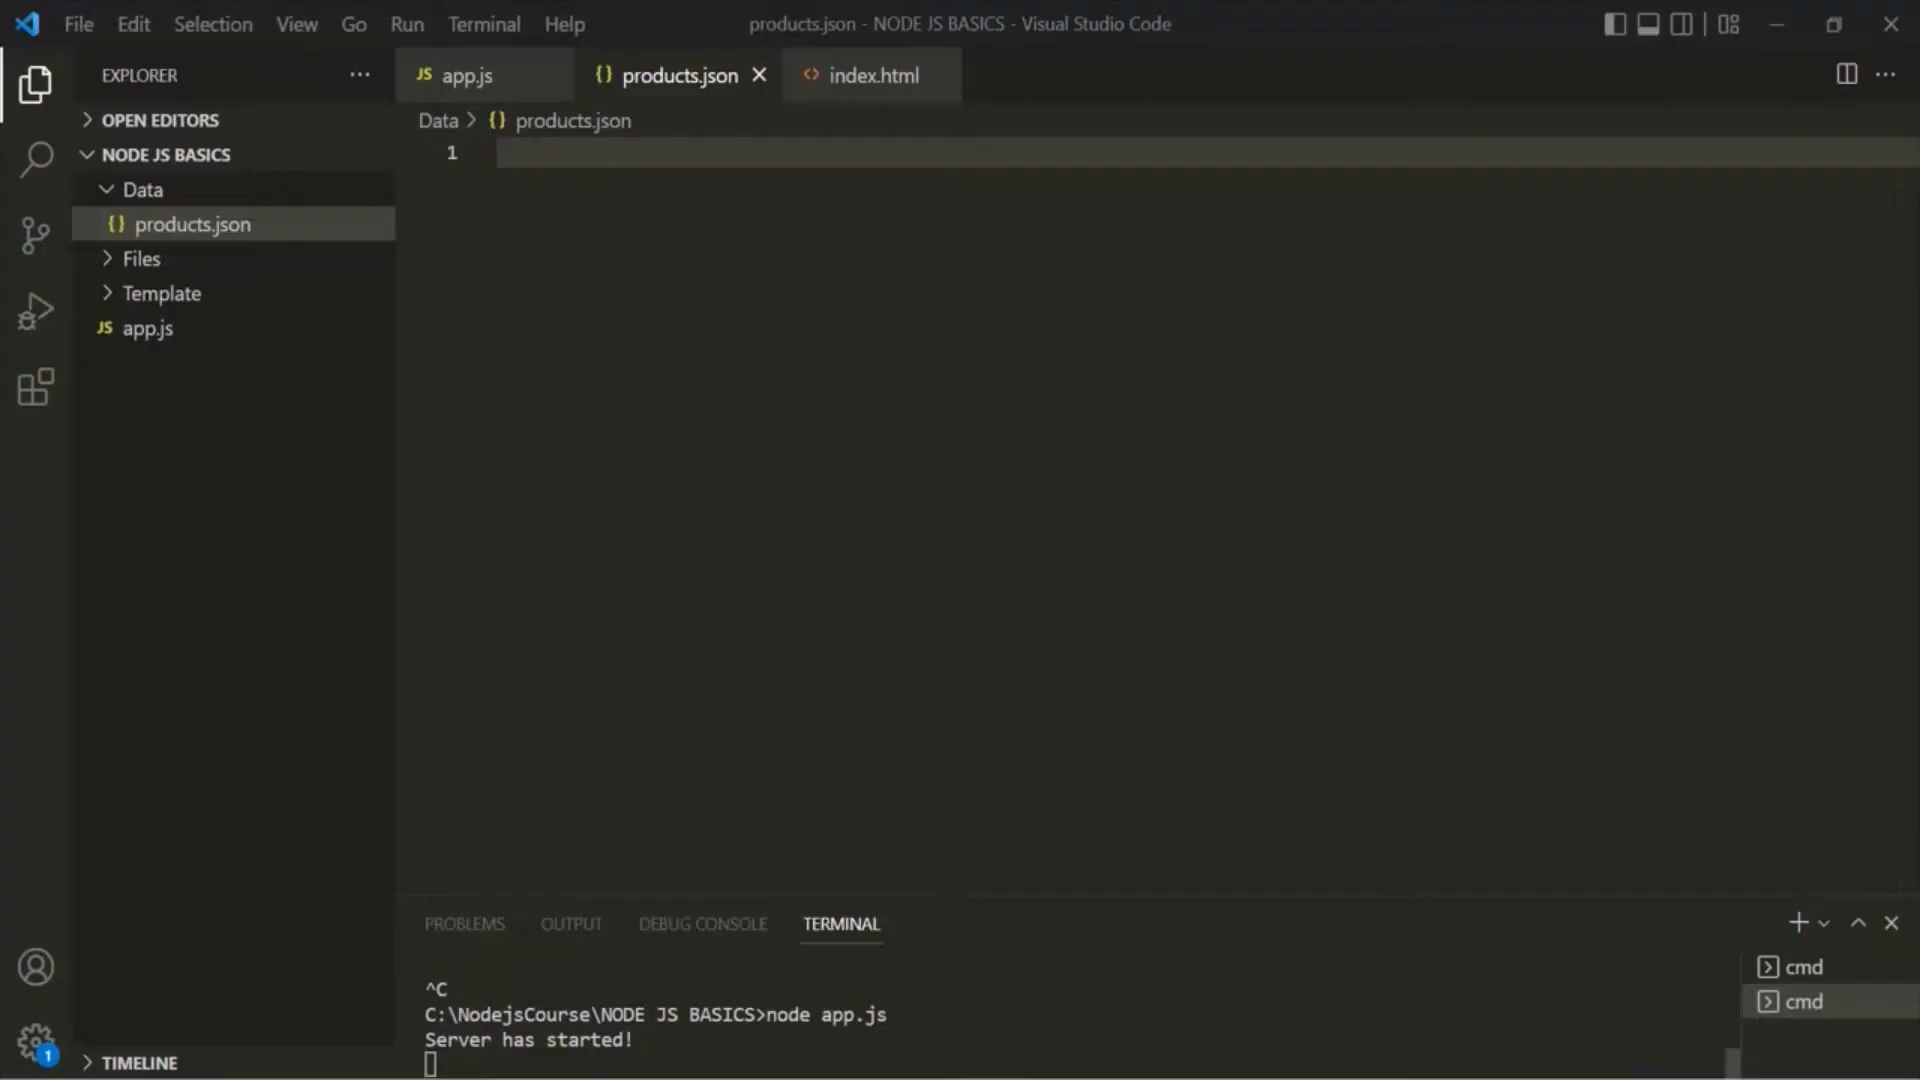 File Edit Selection View Go Run Terminal Help
products.json - NODE JS BASICS - Visual Studio Code
EXPLORER
JS app.js
{} products.json
<> index.html
OPEN EDITORS
NODE JS BASICS
Data
{} products.json
Files
Template
JS app.js
Data > {} products.json
1
PROBLEMS OUTPUT DEBUG CONSOLE TERMINAL
^C
C:\NodejsCourse\NODE JS BASICS>node app.js
Server has started!
cmd
cmd
1
TIMELINE